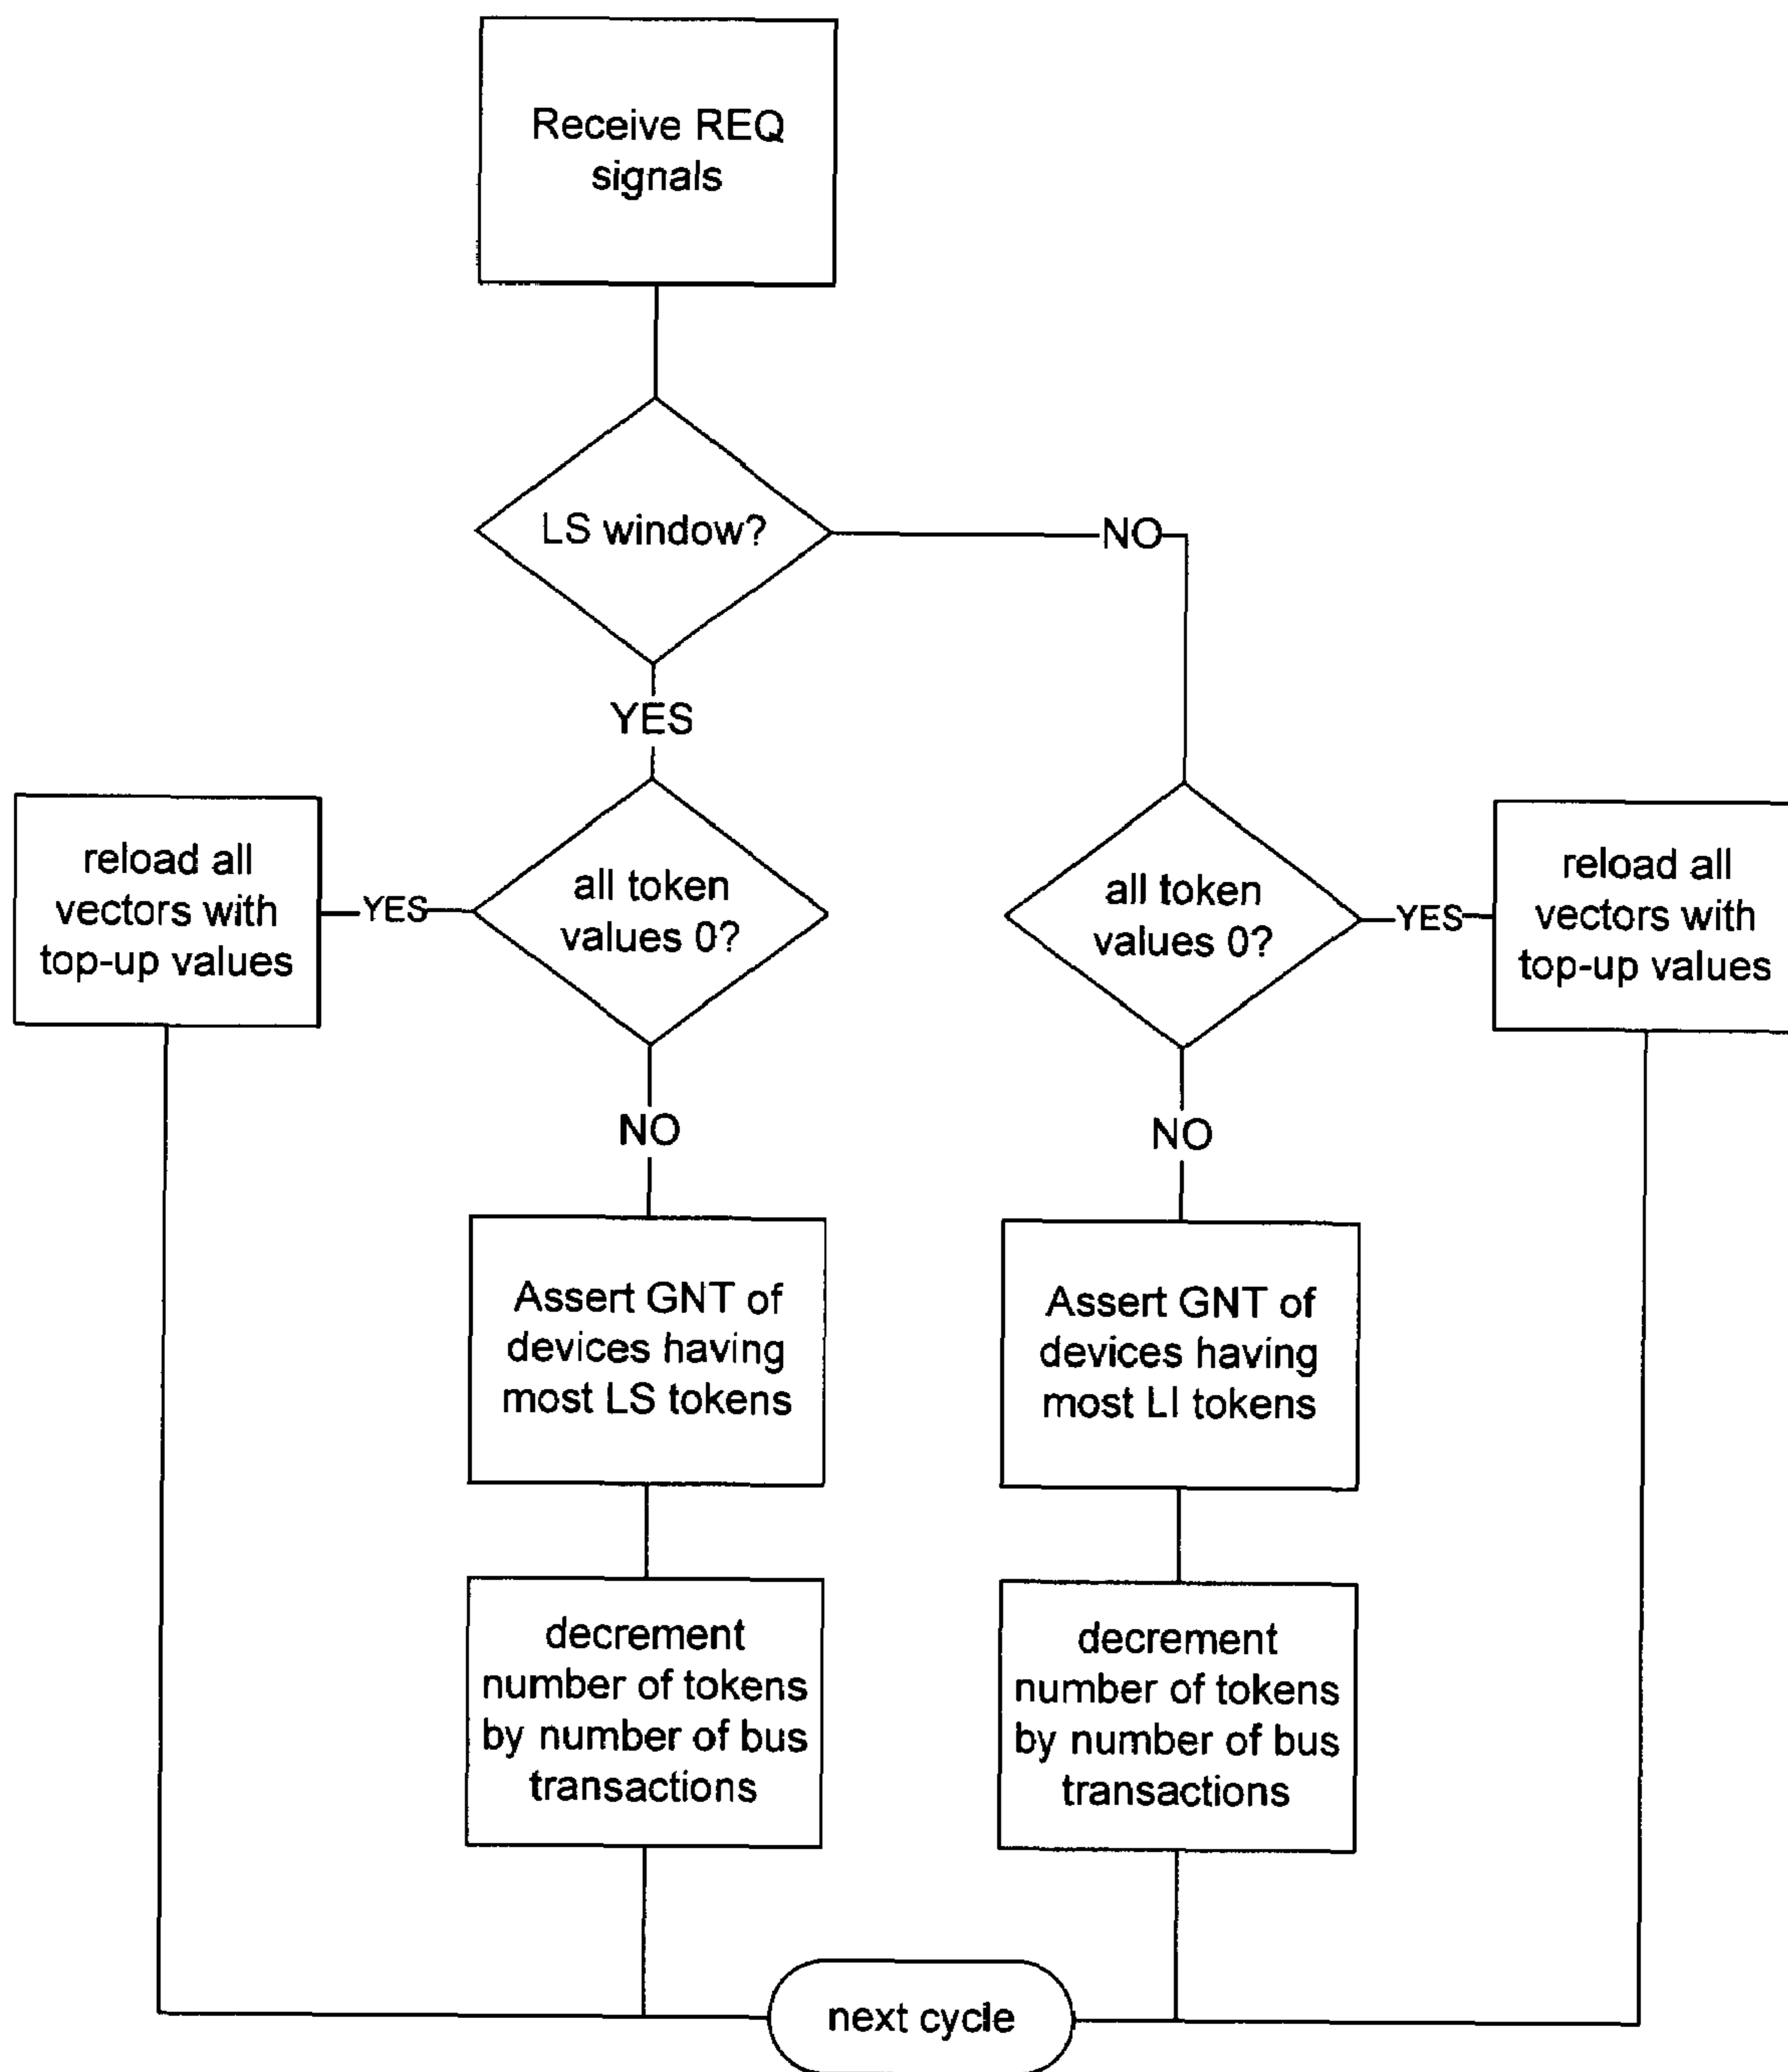 Receive REQ
signals
LS window?
NO
YES
reload all
vectors with
top-up values
YES
all token
values 0?
all token
values 0?
YES
reload all
vectors with
top-up values
NO
NO
Assert GNT of
devices having
most LS tokens
Assert GNT of
devices having
most LI tokens
decrement
number of tokens
by number of bus
transactions
decrement
number of tokens
by number of bus
transactions
next cycle